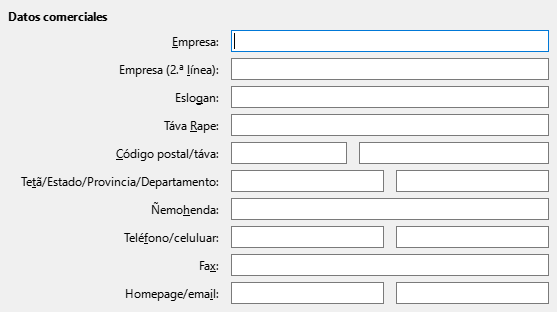 Datos comerciales
Empresa:
Empresa (2.ª línea):
Eslogan:
Táva Rape:
Código postal/táva:
Tetã/Estado/Provincia/Departamento:
Ñemohenda:
Teléfono/celuluar:
Fax:
Homepage/email: